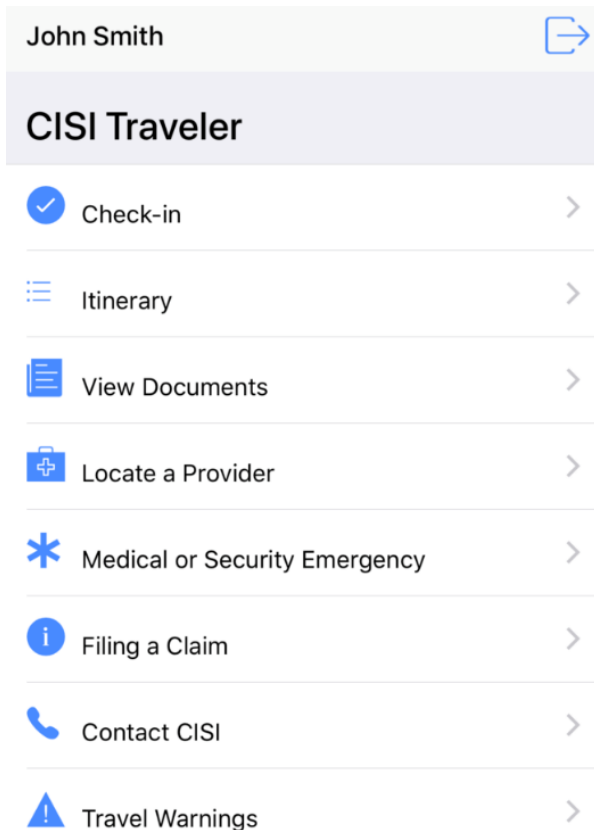 John Smith
CISI Traveler
Check-in
Itinerary
View Documents
Locate a Provider
Medical or Security Emergency
Filing a Claim
Contact CISI
Travel Warnings